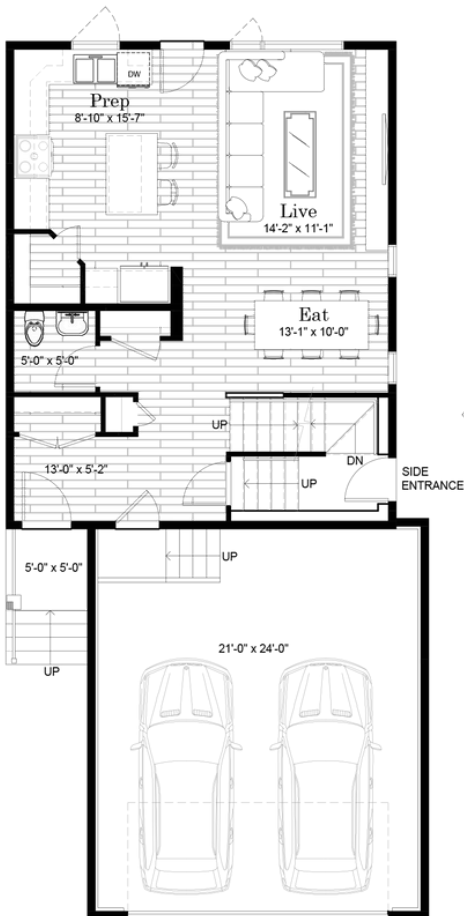 DW
Prep
8'-10" x 15'-7"
Live
14'-2" x 11'-1"
Eat
13'-1" x 10'-0"
5'-0" x 5'-0"
UP
13'-0" x 5'-2"
DN
UP
SIDE
ENTRANCE
UP
5'-0" x 5'-0"
UP
21'-0" x 24'-0"